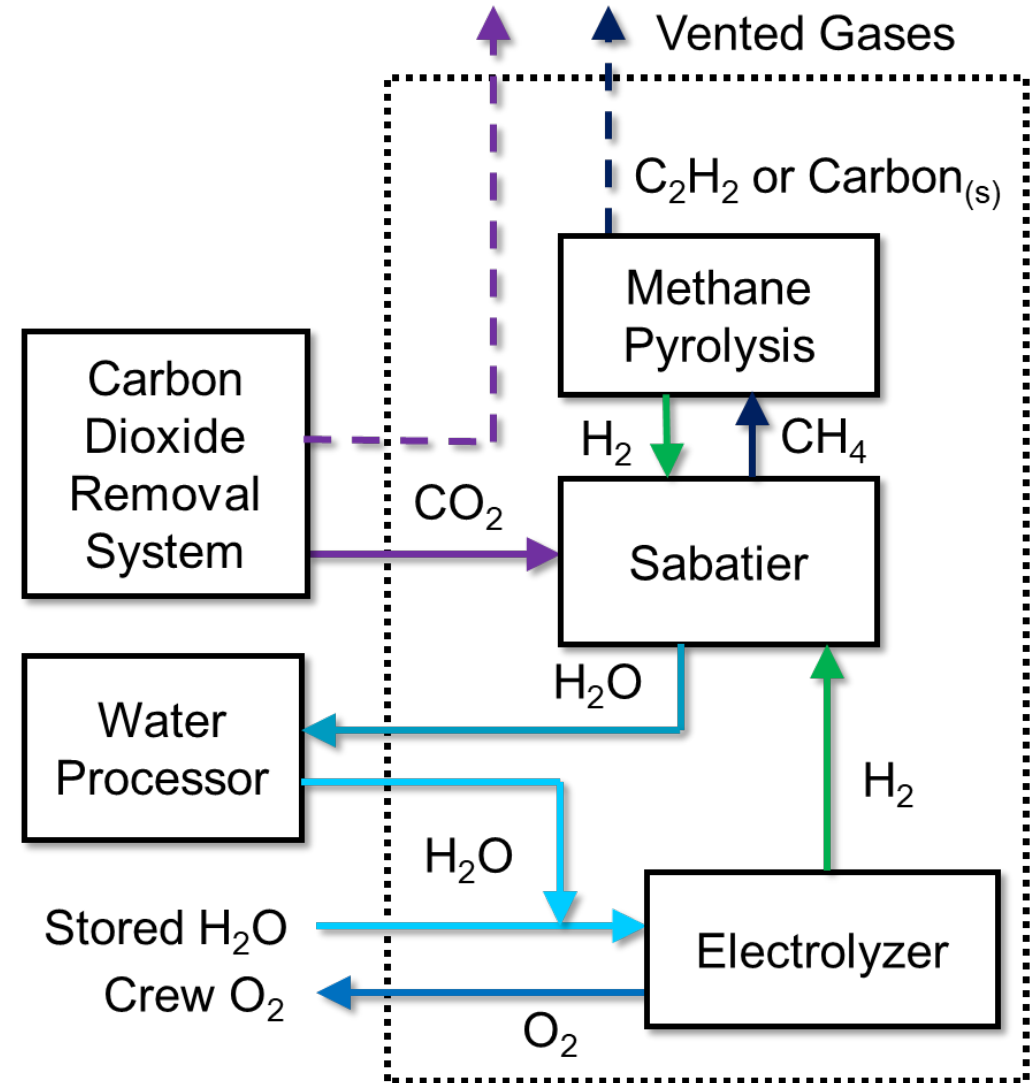 Vented Gases
C₂H₂ or Carbon₍s₎
Methane
Pyrolysis
Carbon
Dioxide
Removal
System
H₂
CH₄
CO₂
Sabatier
H₂O
Water
Processor
H₂
H₂O
Stored H₂O
Electrolyzer
Crew O₂
O₂